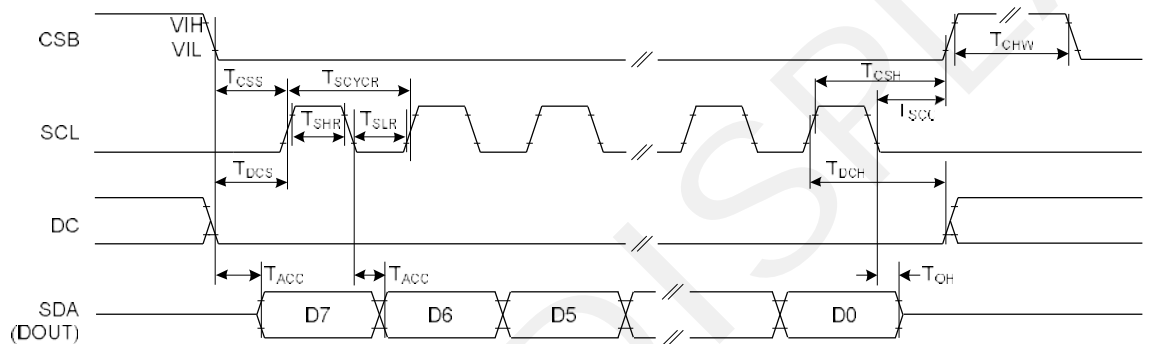 CSB
VIH
VIL
//
//
TCHW
TCSS
TSCYCR
TCSH
TSCC
SCL
TSHR
TSLR
//
TDCS
TDCH
DC
//
TACC
TACC
TOH
SDA
(DOUT)
D7
D6
D5
//
//
D0
DISPLA